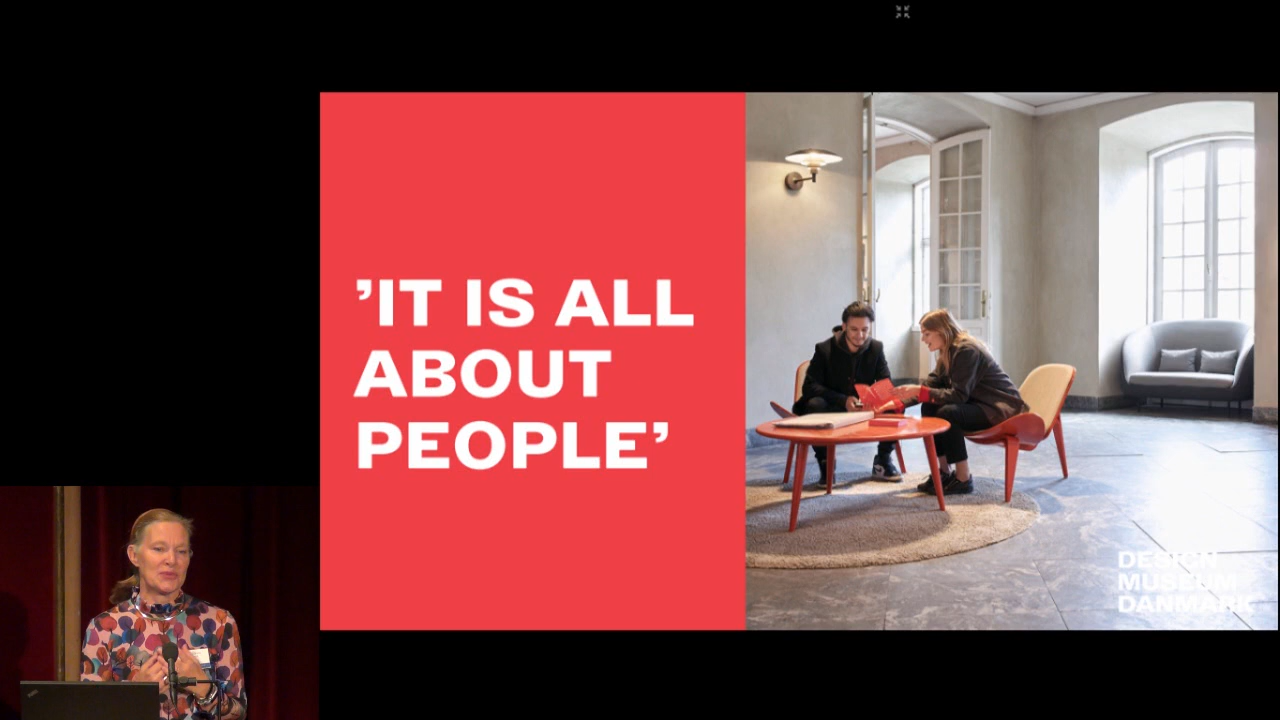 ’IT IS ALL
ABOUT
PEOPLE’
DESIGN
MUSEUM
DANMARK